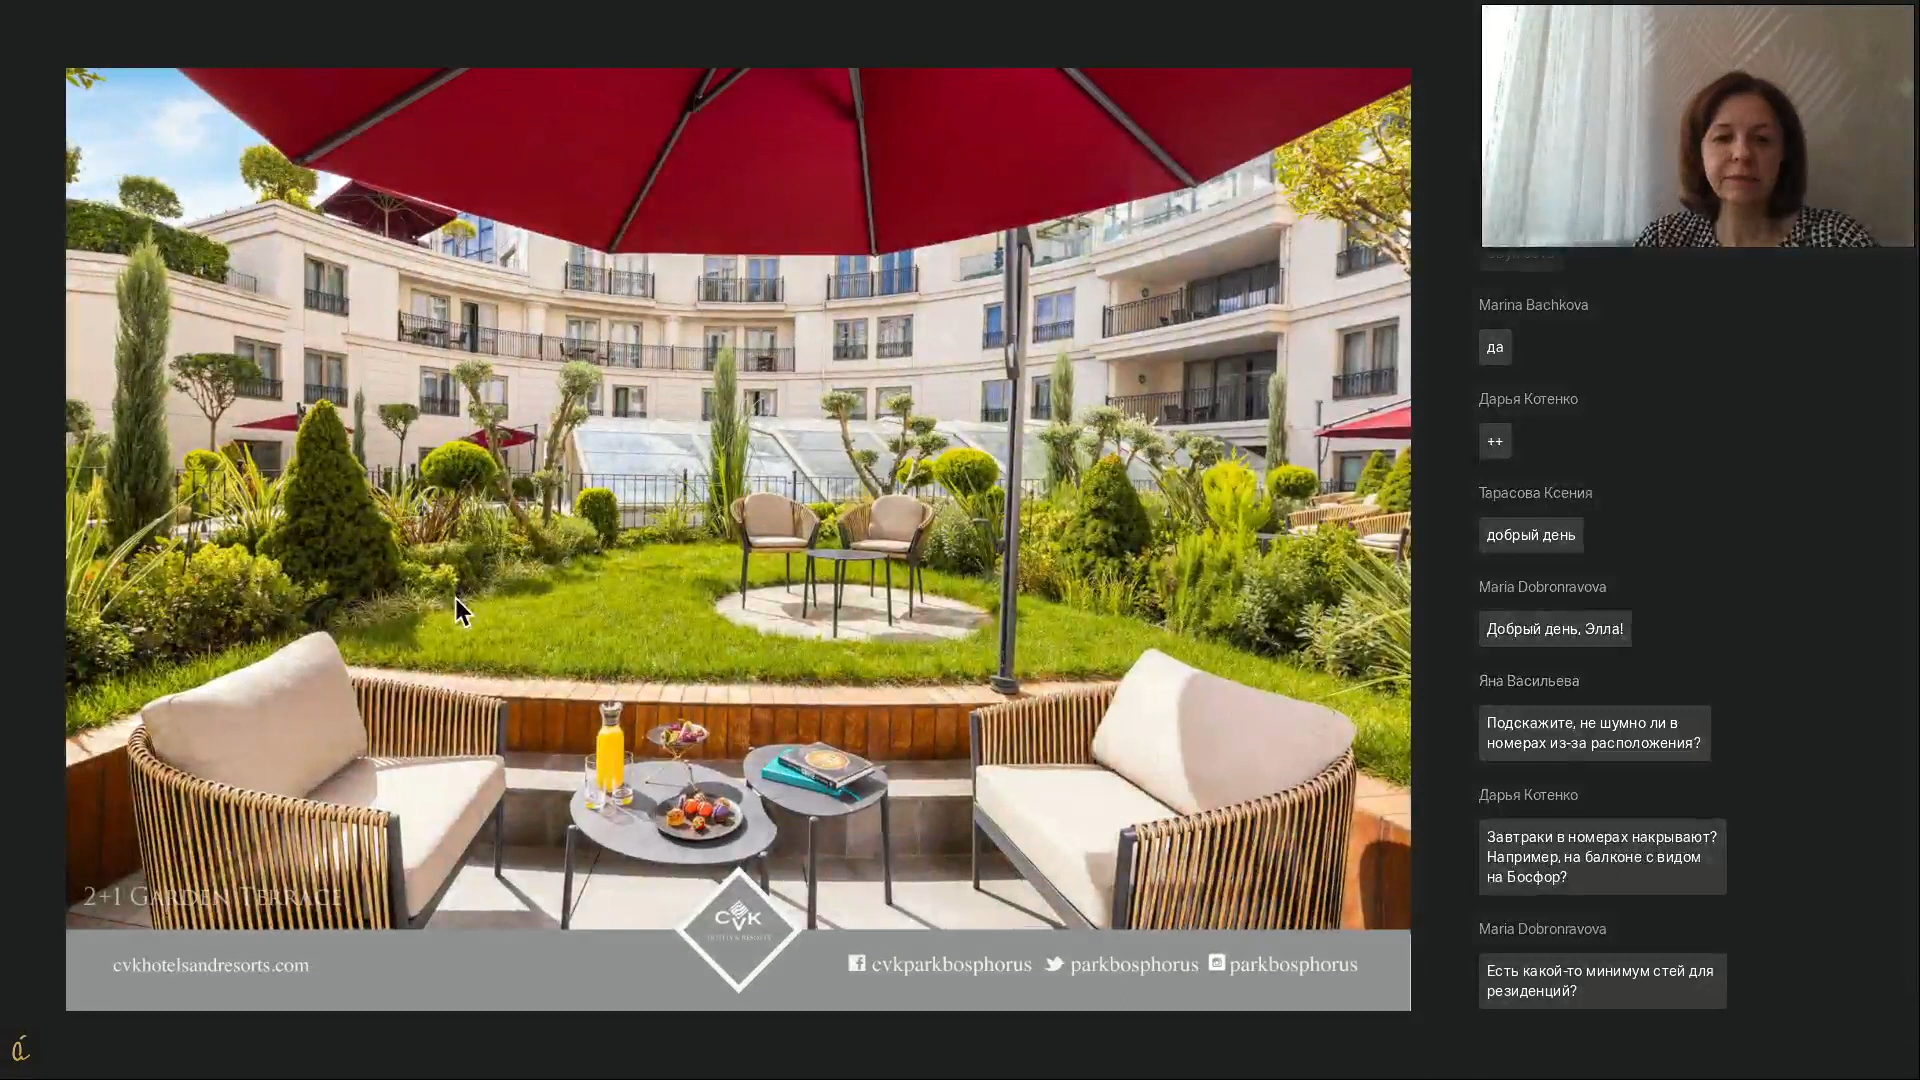 2+1 Garden Terrace
CVK
cvkhotelsandresorts.com
cvkparkbosphorus
parkbosphorus
parkbosphorus
Marina Bachkova
да
Дарья Котенко
++
Тарасова Ксения
добрый день
Maria Dobronravova
Добрый день, Элла!
Яна Васильева
Подскажите, не шумно ли в
номерах из-за расположения?
Дарья Котенко
Завтраки в номерах накрывают?
Например, на балконе с видом
на Босфор?
Maria Dobronravova
Есть какой-то минимум стей для
резиденций?